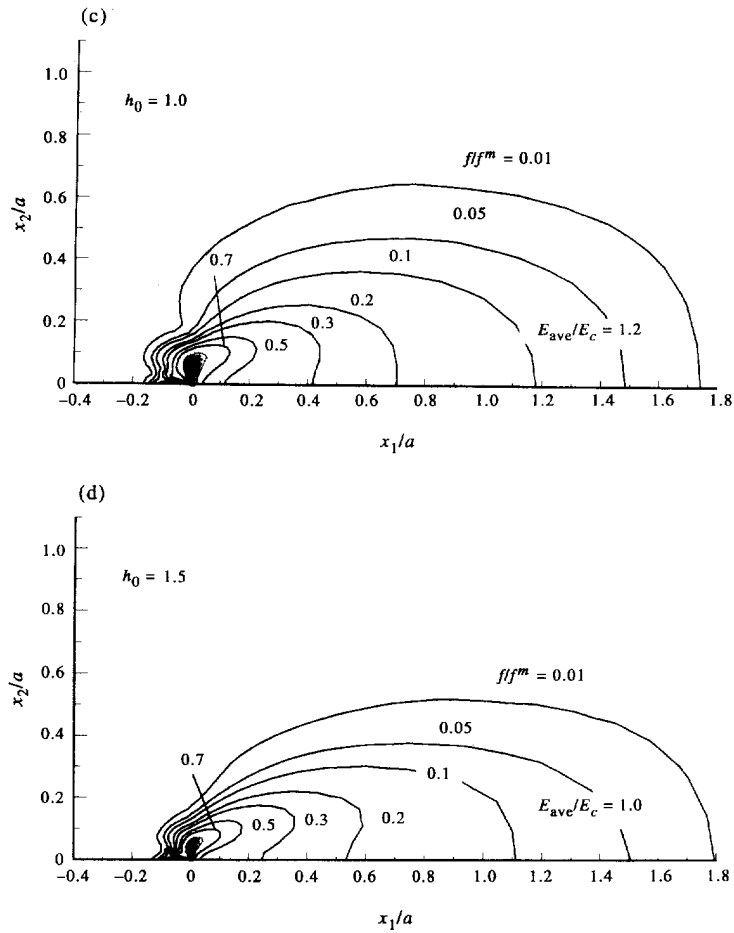 (c)
1.0
h₀ = 1.0
0.8
f/fᵐ = 0.01
0.6
x₂/a
0.05
0.7
0.4
0.1
0.2
0.2
0.3
E_ave/E_c = 1.2
0.5
0
−0.4 −0.2 0 0.2 0.4 0.6 0.8 1.0 1.2 1.4 1.6 1.8
x₁/a
(d)
1.0
h₀ = 1.5
0.8
0.6
f/fᵐ = 0.01
x₂/a
0.05
0.4
0.7
0.1
0.2
E_ave/E_c = 1.0
0.5 0.3 0.2
0
−0.4 −0.2 0 0.2 0.4 0.6 0.8 1.0 1.2 1.4 1.6 1.8
x₁/a